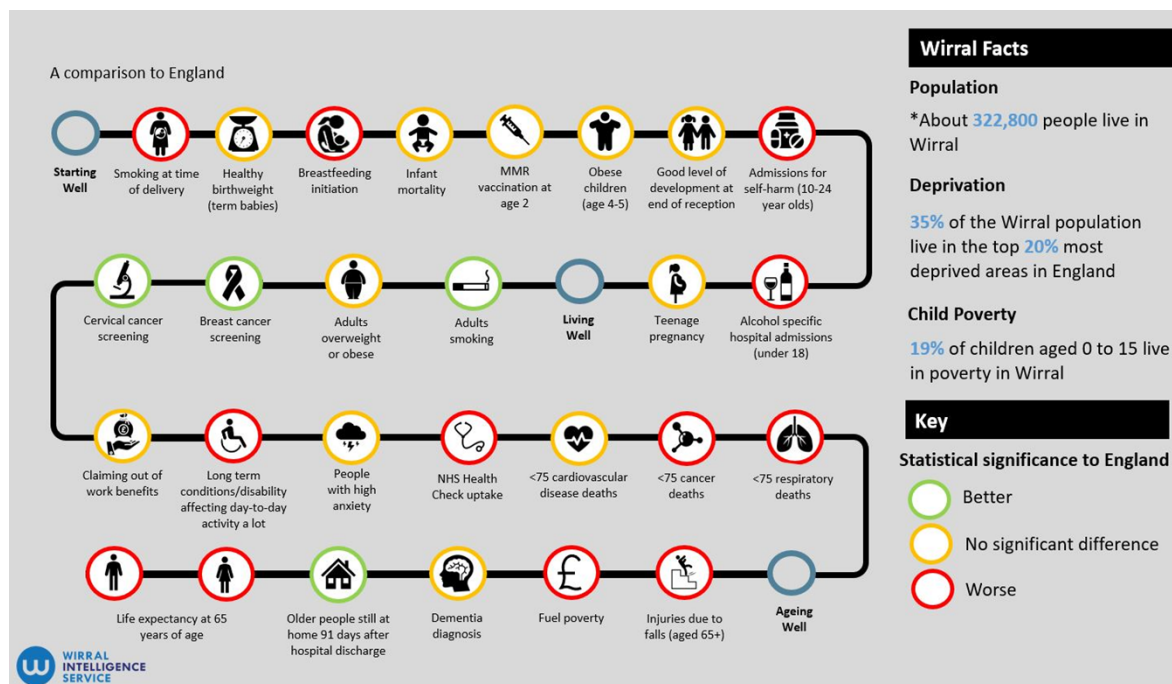 A comparison to England
Starting
Well
Smoking at time
of delivery
Healthy
birthweight
(term babies)
Breastfeeding
initiation
Infant
mortality
MMR
vaccination at
age 2
Obese
children
(age 4-5)
Good level of
development at
end of reception
Admissions for
self-harm (10-24
year olds)
Cervical cancer
screening
Breast cancer
screening
Adults
overweight
or obese
Adults
smoking
Living
Well
Teenage
pregnancy
Alcohol specific
hospital admissions
(under 18)
Claiming out of
work benefits
Long term
conditions/disability
affecting day-to-day
activity a lot
People
with high
anxiety
NHS Health
Check uptake
<75 cardiovascular
disease deaths
<75 cancer
deaths
<75 respiratory
deaths
Life expectancy at 65
years of age
Older people still at
home 91 days after
hospital discharge
Dementia
diagnosis
£
Fuel poverty
Injuries due to
falls (aged 65+)
Ageing
Well
WIRRAL
INTELLIGENCE
SERVICE
Wirral Facts
Population
*About 322,800 people live in
Wirral
Deprivation
35% of the Wirral population
live in the top 20% most
deprived areas in England
Child Poverty
19% of children aged 0 to 15 live
in poverty in Wirral
Key
Statistical significance to England
Better
No significant difference
Worse